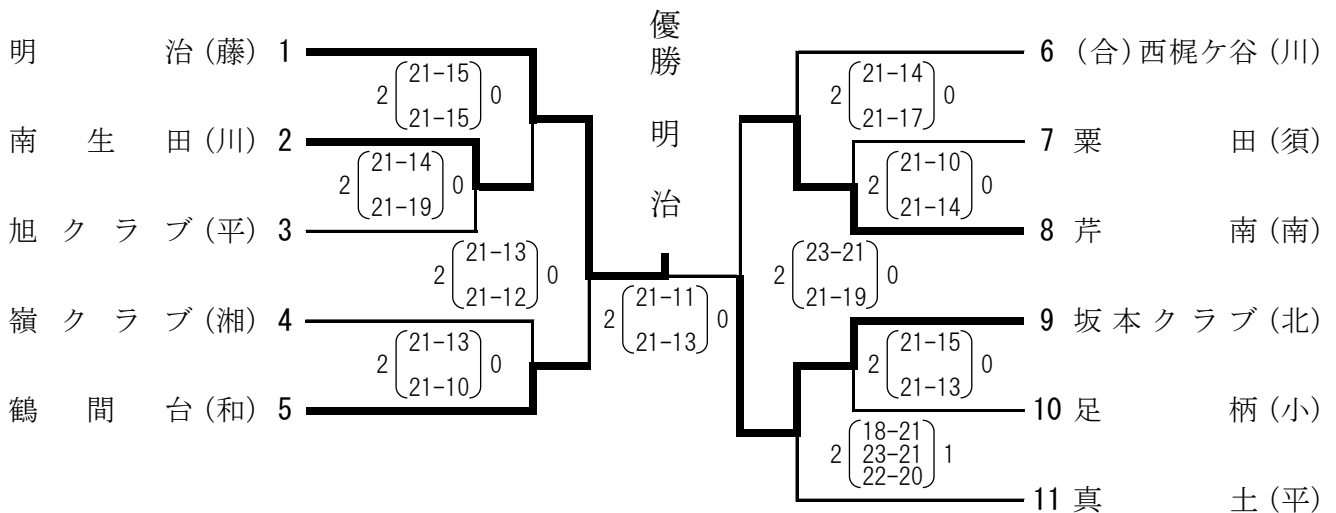 優勝 明治
明 治 (藤) 1
2 21-15 0
21-15
南 生 田 (川) 2
2 21-14 0
21-19
旭クラブ (平) 3
2 21-13 0
21-12
嶺クラブ (湘) 4
2 21-13 0
21-10
鶴 間 台 (和) 5
2 21-11 0
21-13
6 (合)西梶ケ谷 (川)
2 21-14 0
21-17
7 粟 田 (須)
2 21-10 0
21-14
8 芹 南 (南)
2 23-21 0
21-19
9 坂本クラブ (北)
2 21-15 0
21-13
10 足 柄 (小)
2 18-21 1
23-21
22-20
11 真 土 (平)